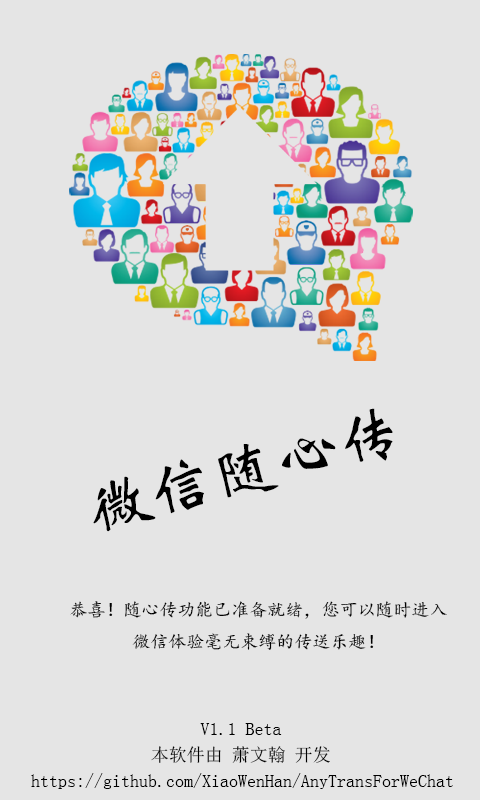 微信随心传
恭喜！随心传功能已准备就绪，您可以随时进入
微信体验毫无束缚的传送乐趣！
V1.1 Beta
本软件由 萧文翰 开发
https://github.com/XiaoWenHan/AnyTransForWeChat